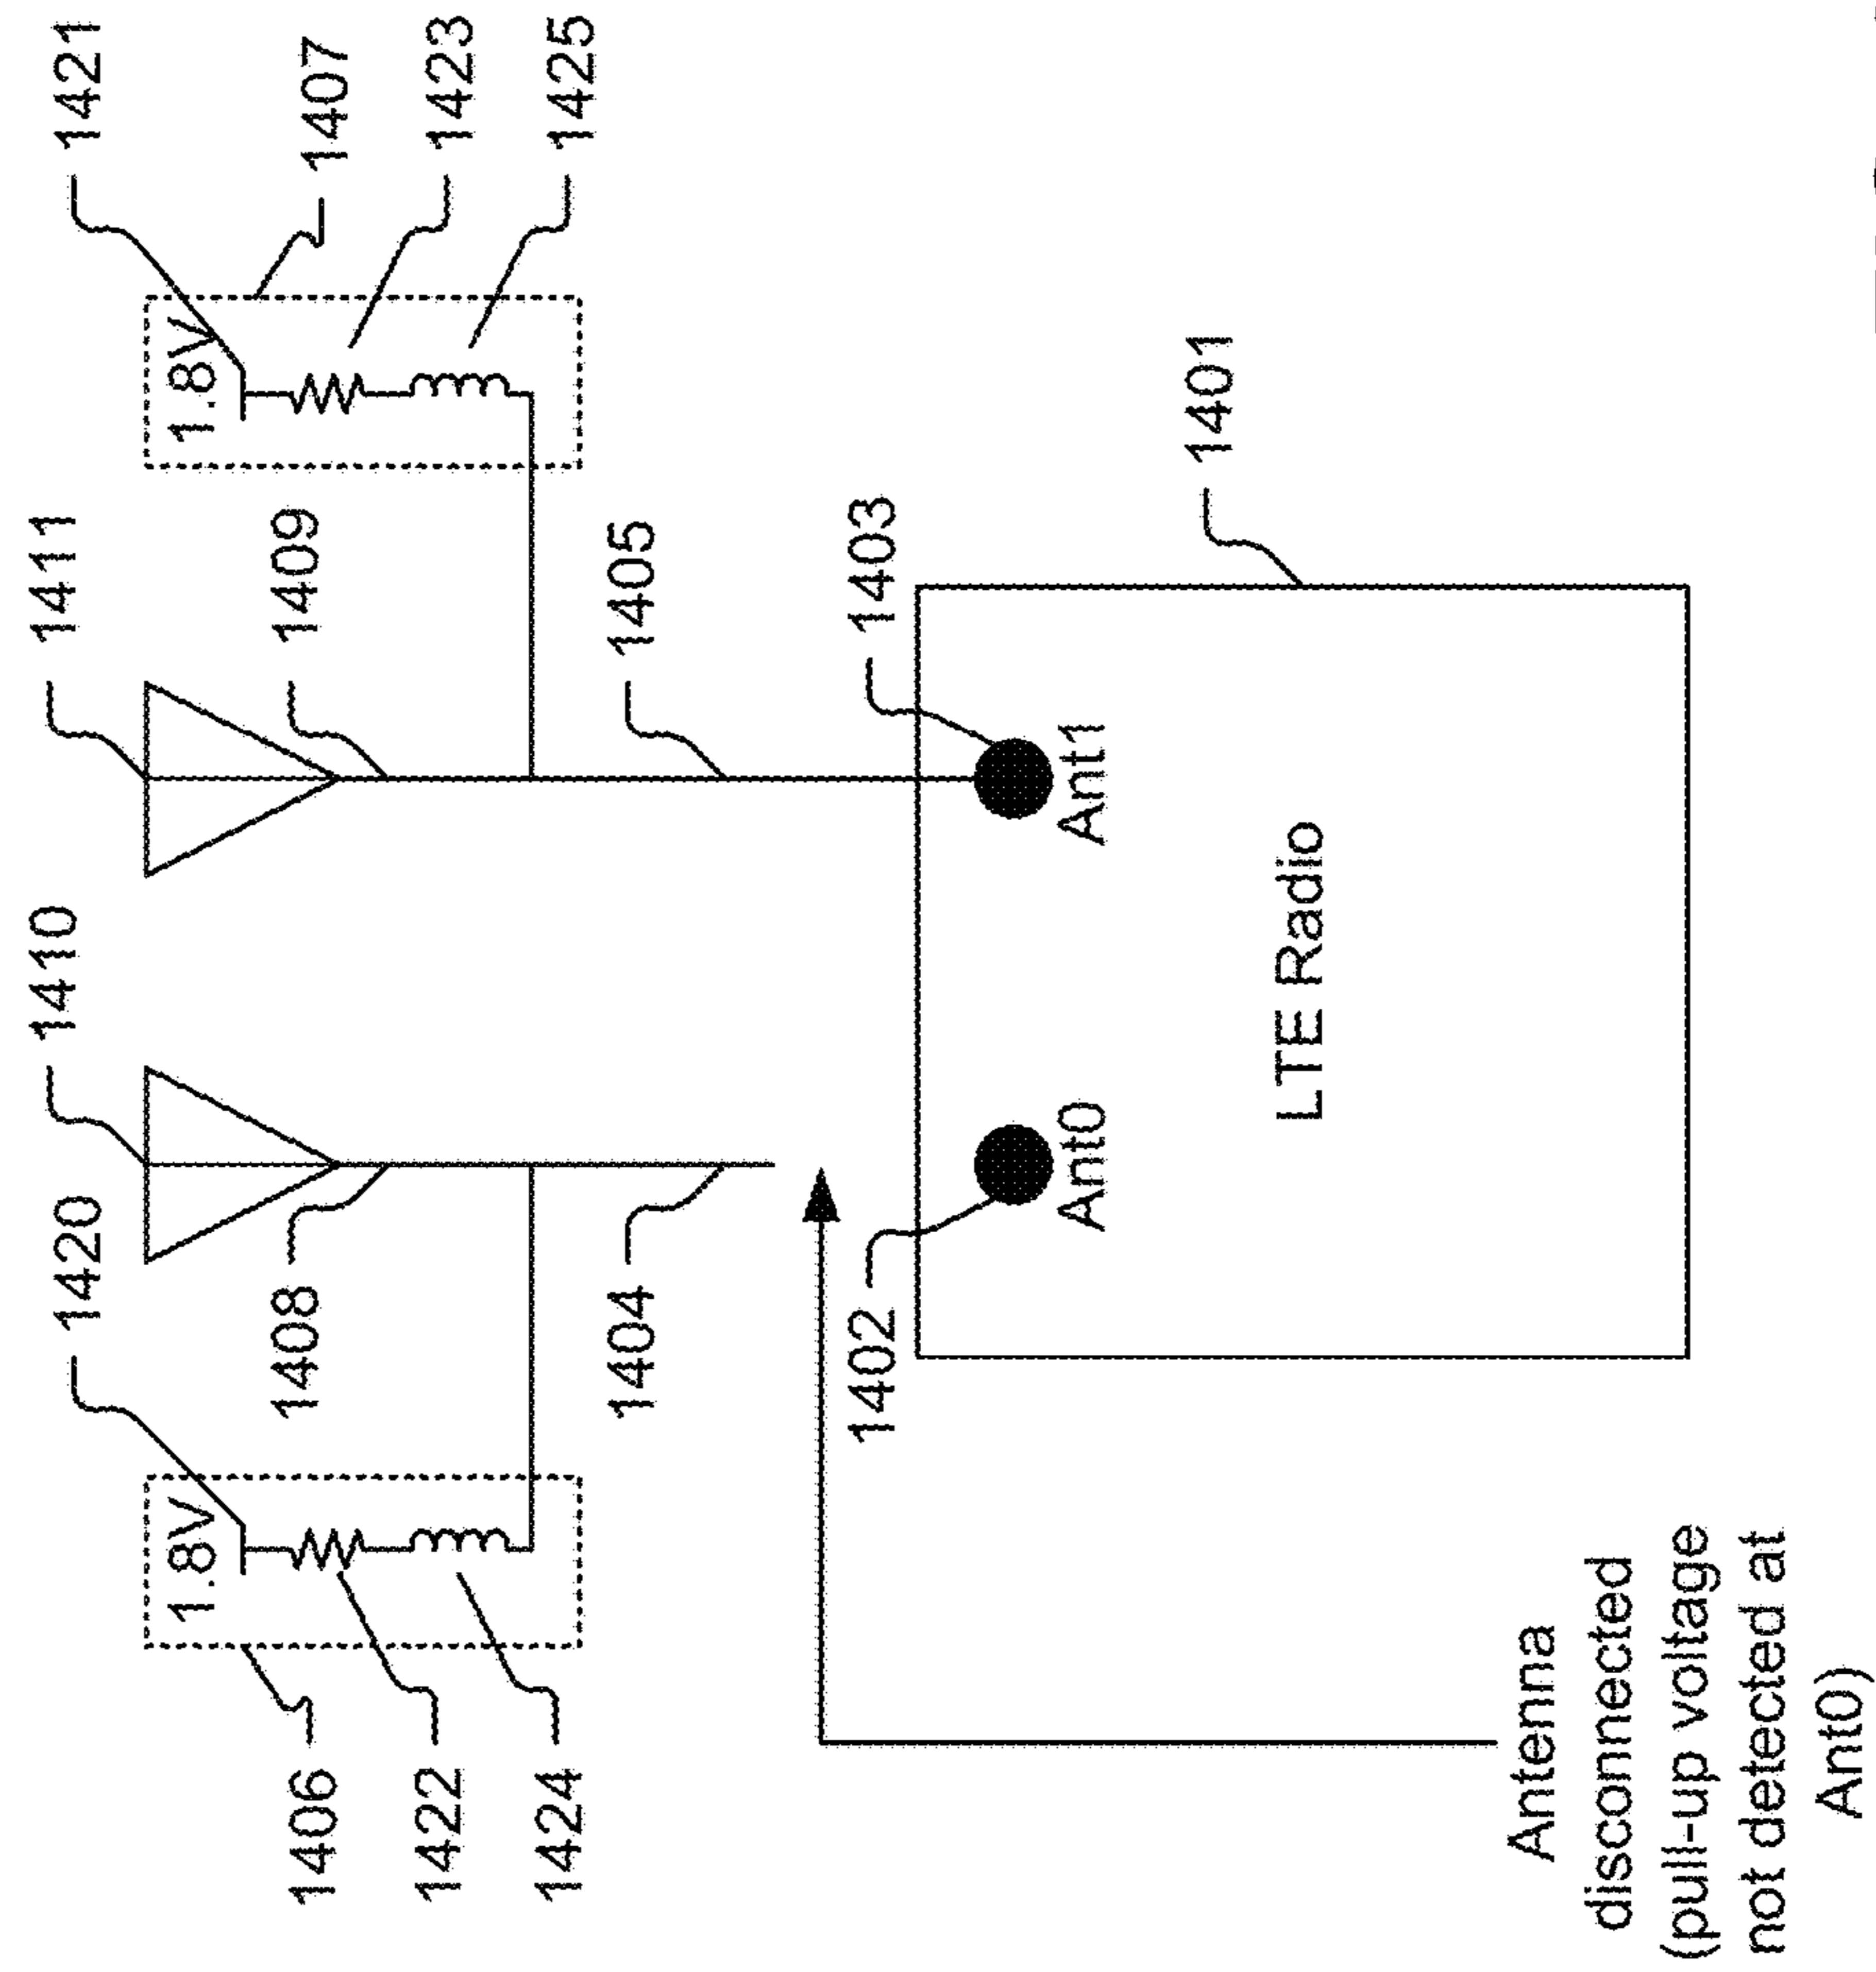 1410
1411
1420
1421
1.8V
1.8V
1406
1408
1409
1407
1422
1423
1424
1425
1404
1405
1402
1403
Ant0
Ant1
1401
LTE Radio
Antenna
disconnected
(pull-up voltage
not detected at
Ant0)